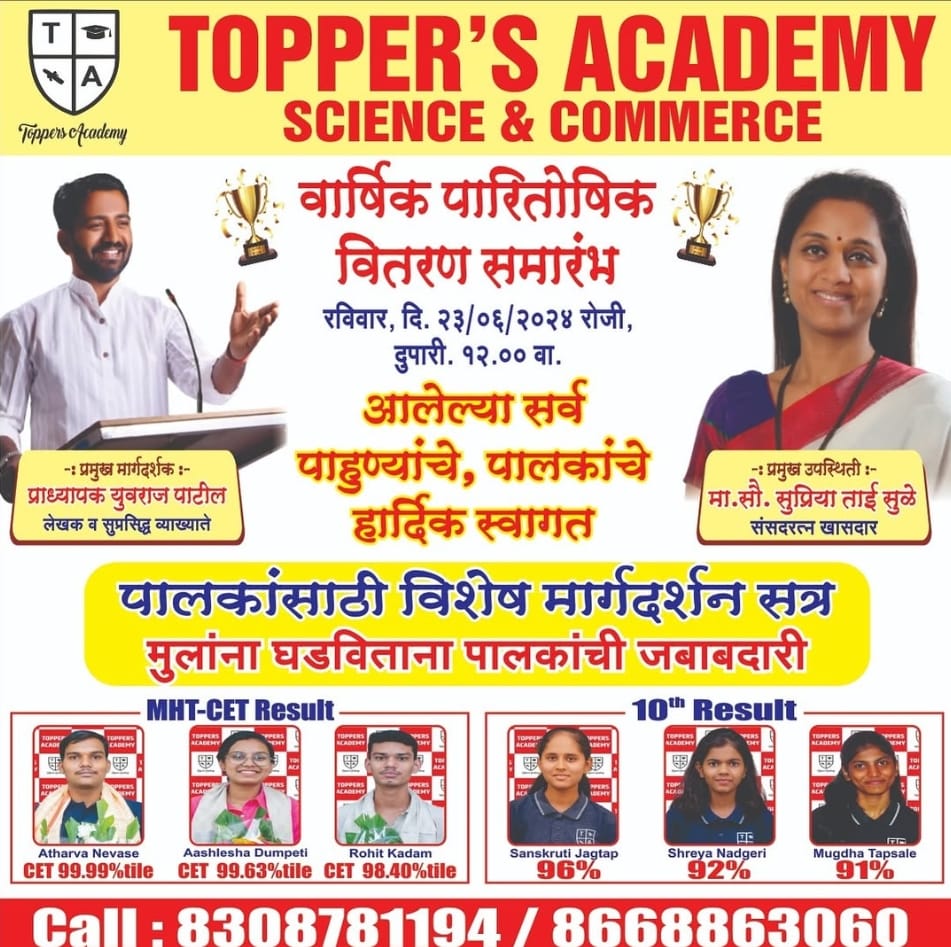 T
A
Toppers Academy
TOPPER'S ACADEMY
SCIENCE & COMMERCE
वार्षिक पारितोषिक
वितरण समारंभ
रविवार, दि. २३/०६/२०२४ रोजी,
दुपारी. १२.०० वा.
आलेल्या सर्व
पाहुण्यांचे, पालकांचे
हार्दिक स्वागत
-: प्रमुख मार्गदर्शक :-
प्राध्यापक युवराज पाटील
लेखक व सुप्रसिद्ध व्याख्याते
-: प्रमुख उपस्थिती :-
मा.सौ. सुप्रिया ताई सुळे
संसदरत्न खासदार
पालकांसाठी विशेष मार्गदर्शन सत्र
मुलांना घडविताना पालकांची जबाबदारी
MHT-CET Result
Atharva Nevase
CET 99.99%tile
Aashlesha Dumpeti
CET 99.63%tile
Rohit Kadam
CET 98.40%tile
10th Result
Sanskruti Jagtap
96%
Shreya Nadgeri
92%
Mugdha Tapsale
91%
Call : 8308781194 / 8668863060